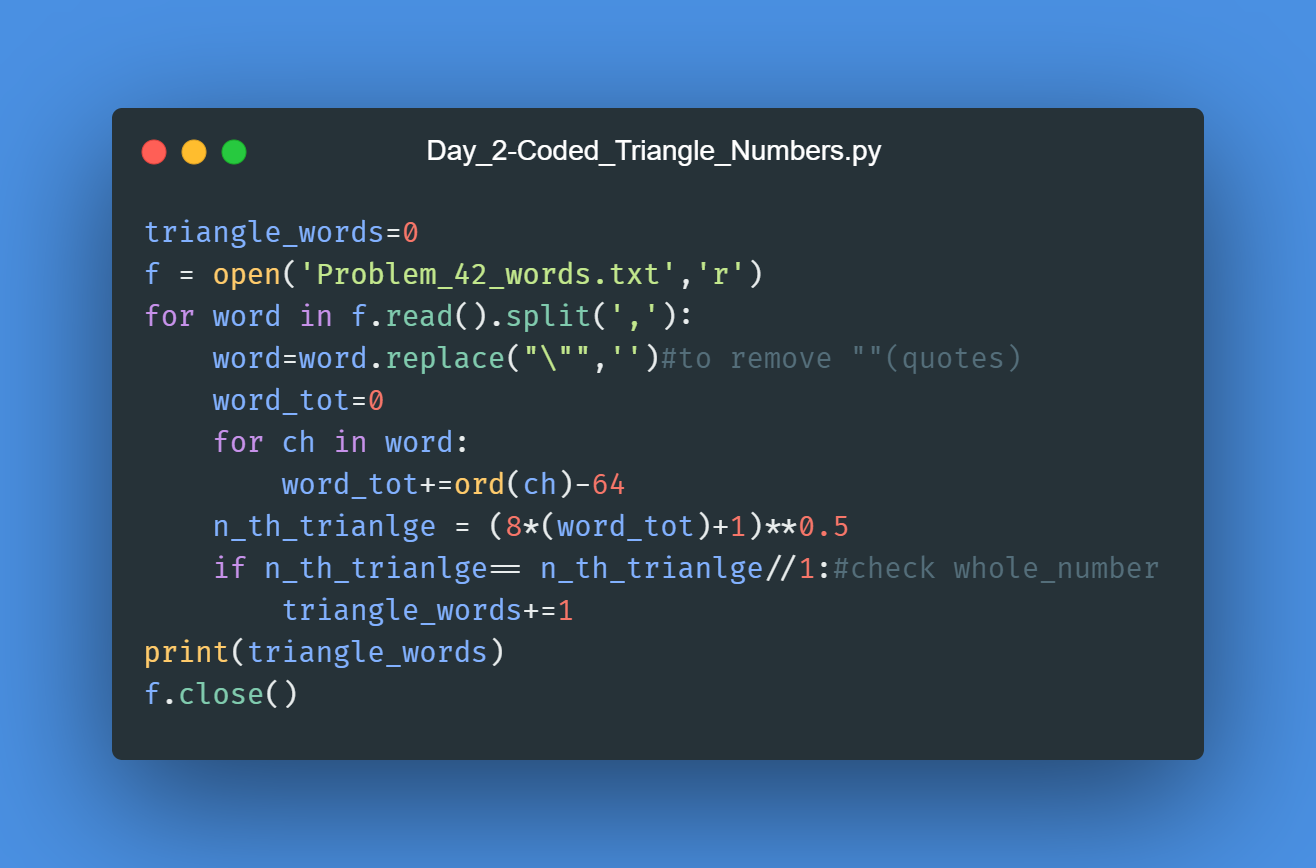 Day_2-Coded_Triangle_Numbers.py
triangle_words=0
f = open('Problem_42_words.txt','r')
for word in f.read().split(','):
    word=word.replace("\"",'')#to remove ""(quotes)
    word_tot=0
    for ch in word:
        word_tot+=ord(ch)-64
    n_th_trianlge = (8*(word_tot)+1)**0.5
    if n_th_trianlge== n_th_trianlge//1:#check whole_number
        triangle_words+=1
print(triangle_words)
f.close()